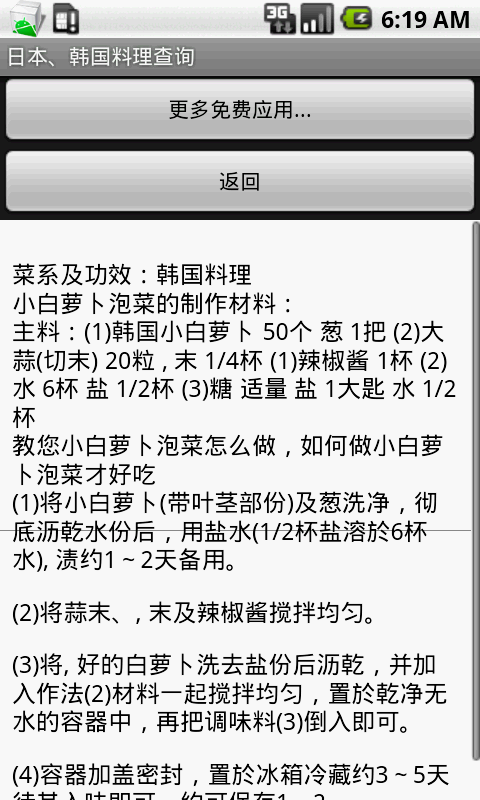 3G
6:19 AM
日本、韩国料理查询
更多免费应用...
返回
菜系及功效：韩国料理
小白萝卜泡菜的制作材料：
主料：(1)韩国小白萝卜 50个 葱 1把 (2)大
蒜(切末) 20粒 , 末 1/4杯 (1)辣椒酱 1杯 (2)
水 6杯 盐 1/2杯 (3)糖 适量 盐 1大匙 水 1/2
杯
教您小白萝卜泡菜怎么做，如何做小白萝
卜泡菜才好吃
(1)将小白萝卜(带叶茎部份)及葱洗净，彻
底沥乾水份后，用盐水(1/2杯盐溶於6杯
水), 渍约1～2天备用。
(2)将蒜末、, 末及辣椒酱搅拌均匀。
(3)将, 好的白萝卜洗去盐份后沥乾，并加
入作法(2)材料一起搅拌均匀，置於乾净无
水的容器中，再把调味料(3)倒入即可。
(4)容器加盖密封，置於冰箱冷藏约3～5天
待其入味即可，约可保存1～2